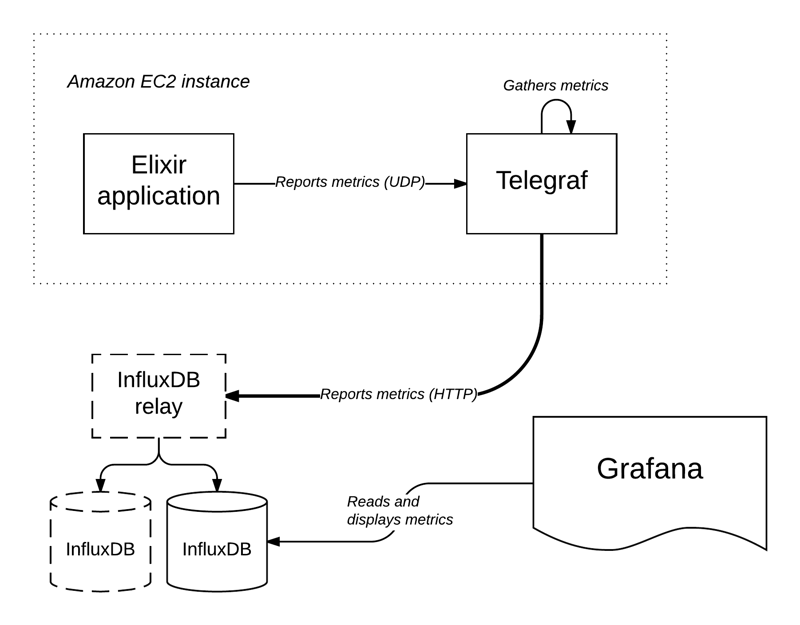 Amazon EC2 instance
Gathers metrics
Elixir
application
Reports metrics (UDP)
Telegraf
InfluxDB
relay
Reports metrics (HTTP)
Grafana
Reads and
displays metrics
InfluxDB
InfluxDB